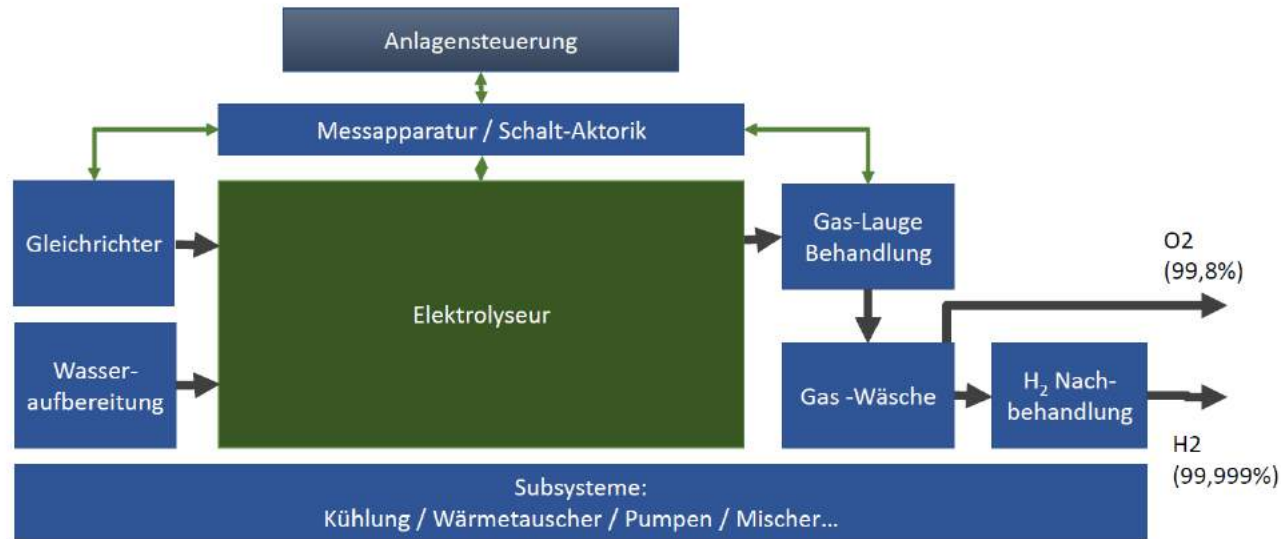 Anlagensteuerung
Messapparatur / Schalt-Aktorik
Gleichrichter
Wasser-
aufbereitung
Elektrolyseur
Gas-Lauge
Behandlung
Gas -Wäsche
H₂ Nach-
behandlung
O2
(99,8%)
H2
(99,999%)
Subsysteme:
Kühlung / Wärmetauscher / Pumpen / Mischer...